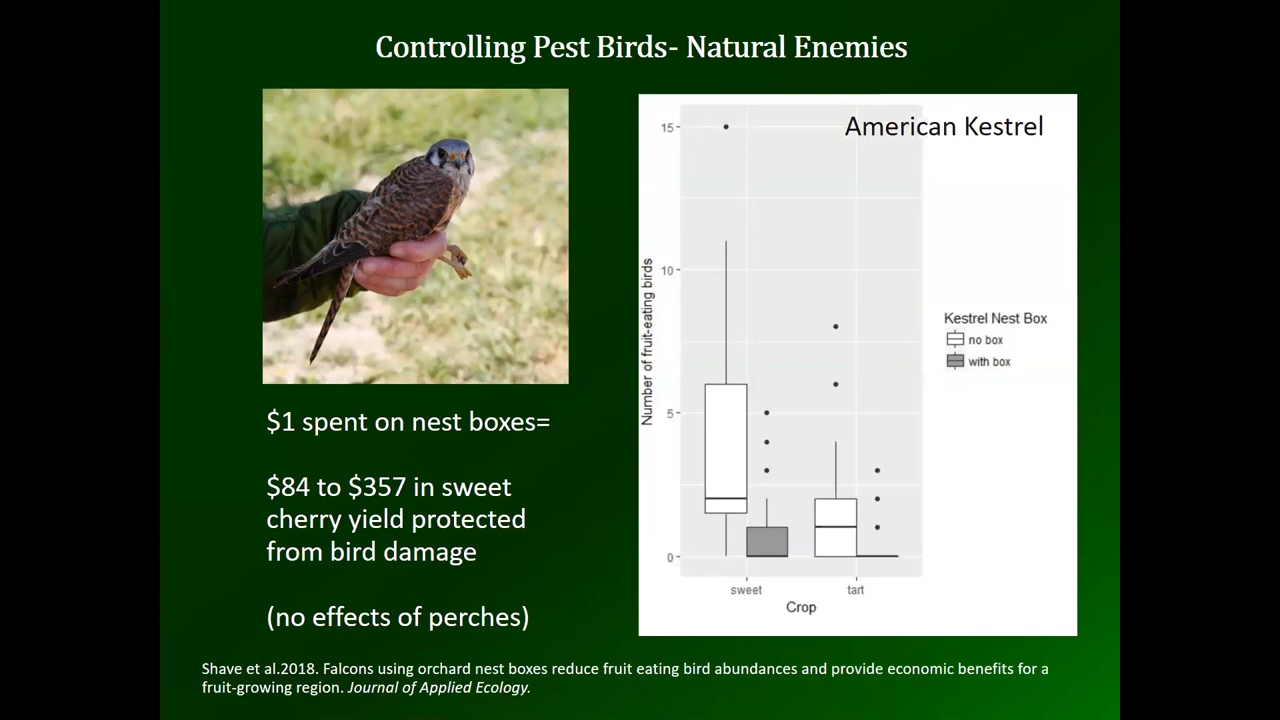 Controlling Pest Birds- Natural Enemies
American Kestrel
15
10
5
0
Number of fruit-eating birds
sweet
tart
Crop
Kestrel Nest Box
no box
with box
$1 spent on nest boxes=
$84 to $357 in sweet
cherry yield protected
from bird damage
(no effects of perches)
Shave et al.2018. Falcons using orchard nest boxes reduce fruit eating bird abundances and provide economic benefits for a
fruit-growing region. Journal of Applied Ecology.